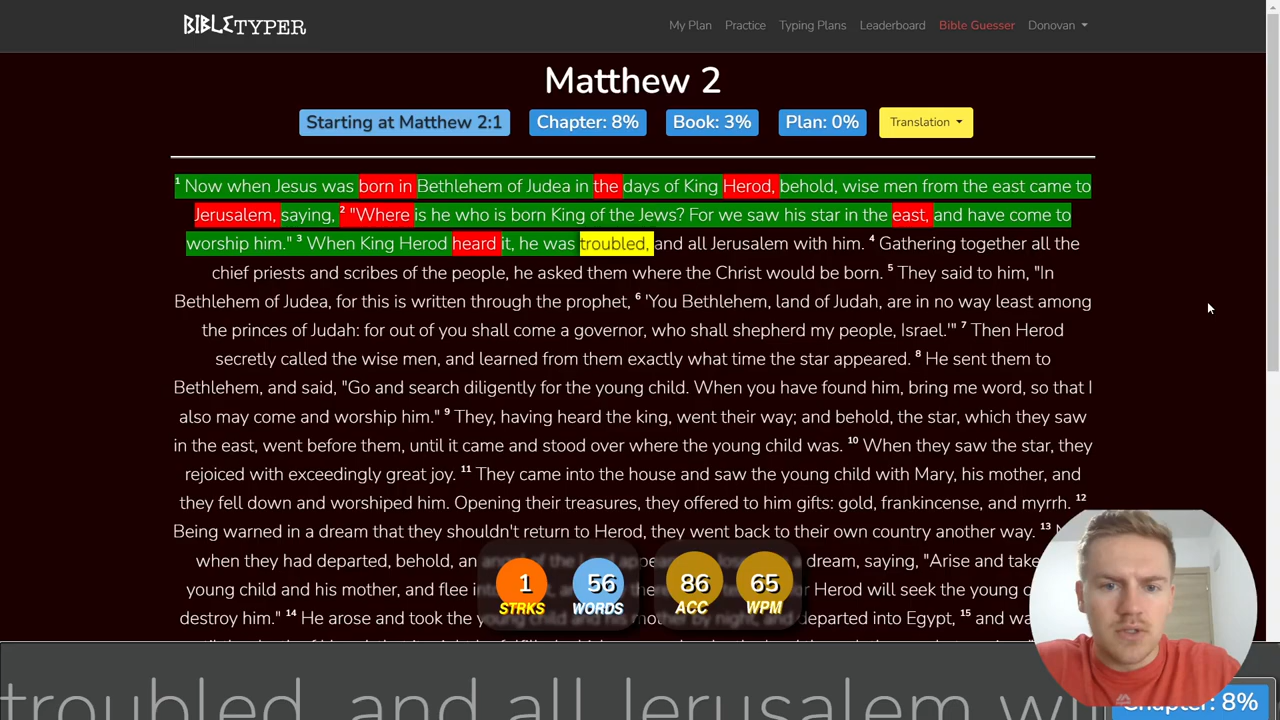 BIBLETYPER
My Plan Practice Typing Plans Leaderboard Bible Guesser Donovan
Matthew 2
Starting at Matthew 2:1 Chapter: 8% Book: 3% Plan: 0% Translation
1 Now when Jesus was born in Bethlehem of Judea in the days of King Herod, behold, wise men from the east came to
Jerusalem, saying, 2 "Where is he who is born King of the Jews? For we saw his star in the east, and have come to
worship him." 3 When King Herod heard it, he was troubled, and all Jerusalem with him. 4 Gathering together all the
chief priests and scribes of the people, he asked them where the Christ would be born. 5 They said to him, "In
Bethlehem of Judea, for this is written through the prophet, 6 'You Bethlehem, land of Judah, are in no way least among
the princes of Judah: for out of you shall come a governor, who shall shepherd my people, Israel.'" 7 Then Herod
secretly called the wise men, and learned from them exactly what time the star appeared. 8 He sent them to
Bethlehem, and said, "Go and search diligently for the young child. When you have found him, bring me word, so that I
also may come and worship him." 9 They, having heard the king, went their way; and behold, the star, which they saw
in the east, went before them, until it came and stood over where the young child was. 10 When they saw the star, they
rejoiced with exceedingly great joy. 11 They came into the house and saw the young child with Mary, his mother, and
they fell down and worshiped him. Opening their treasures, they offered to him gifts: gold, frankincense, and myrrh. 12
Being warned in a dream that they shouldn't return to Herod, they went back to their own country another way. 13
when they had departed, behold, an dream, saying, "Arise and take
young child and his mother, and flee Herod will seek the young
destroy him." 14 He arose and took the mother by night, and departed into Egypt, 15 and
1 56 86 65
STRKS WORDS ACC WPM
troubled, and all Jerusalem
Chapter: 8%